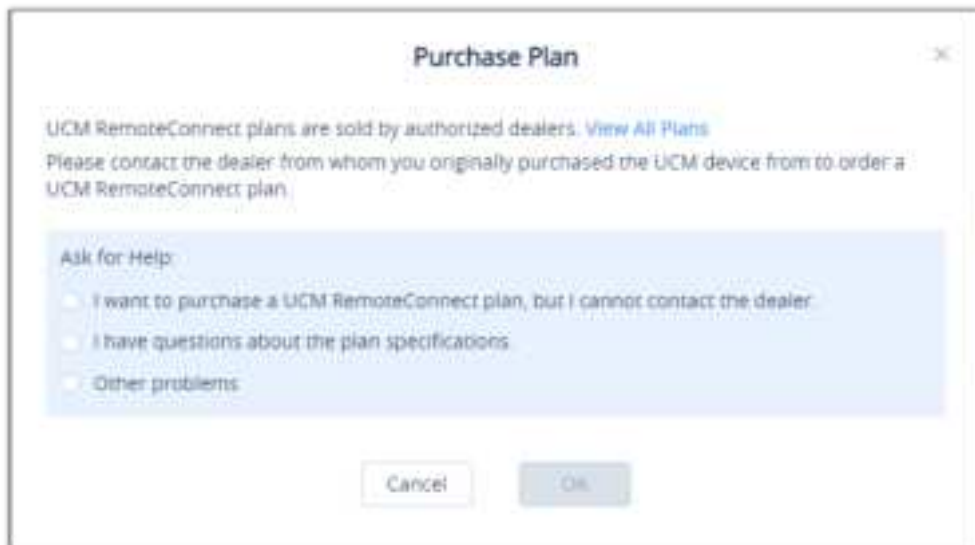 Purchase Plan
UCM RemoteConnect plans are sold by authorized dealers. View All Plans
Please contact the dealer from whom you originally purchased the UCM device from to order a
UCM RemoteConnect plan.
Ask for Help:
I want to purchase a UCM RemoteConnect plan, but I cannot contact the dealer.
I have questions about the plan specifications.
Other problems
Cancel
OK